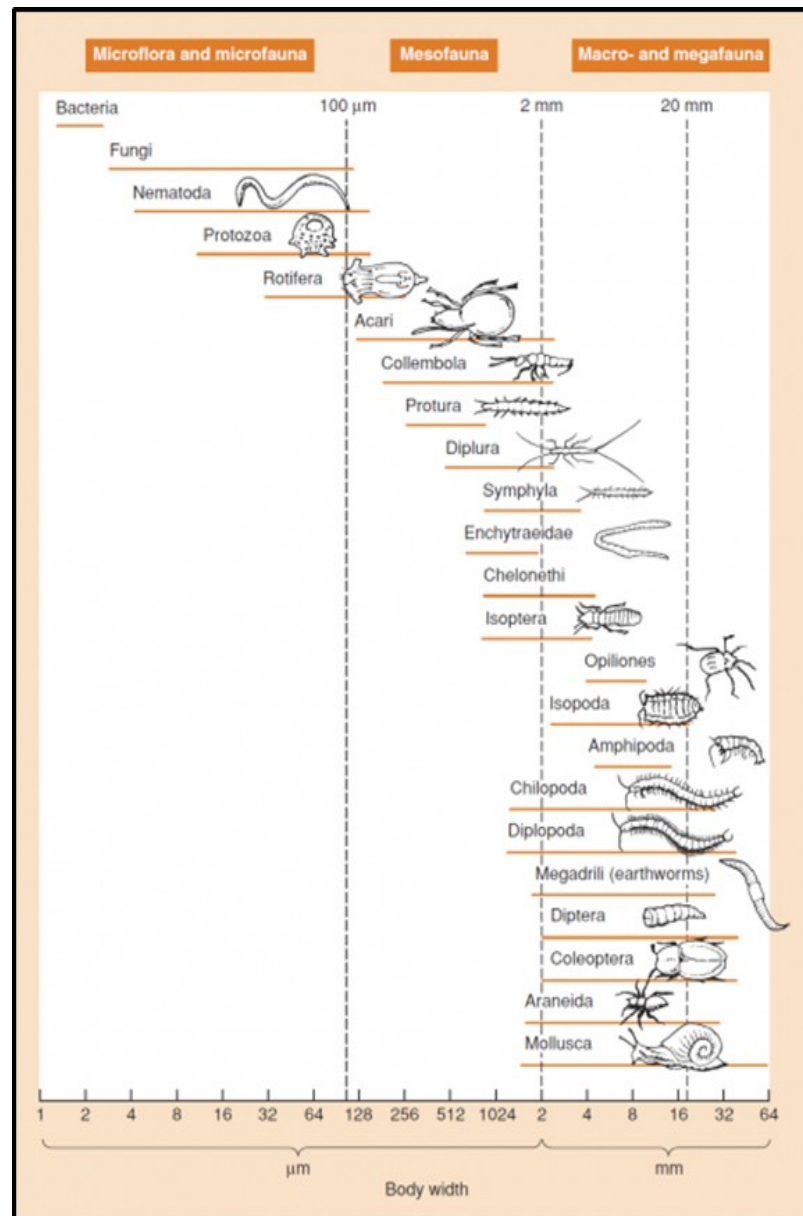 Microflora and microfauna
Mesofauna
Macro- and megafauna
100 µm
2 mm
20 mm
Bacteria
Fungi
Nematoda
Protozoa
Rotifera
Acari
Collembola
Protura
Diplura
Symphyla
Enchytraeidae
Chelonethi
Isoptera
Opiliones
Isopoda
Amphipoda
Chilopoda
Diplopoda
Megadrili (earthworms)
Diptera
Coleoptera
Araneida
Mollusca
1 2 4 8 16 32 64 128 256 512 1024 2 4 8 16 32 64
µm mm
Body width